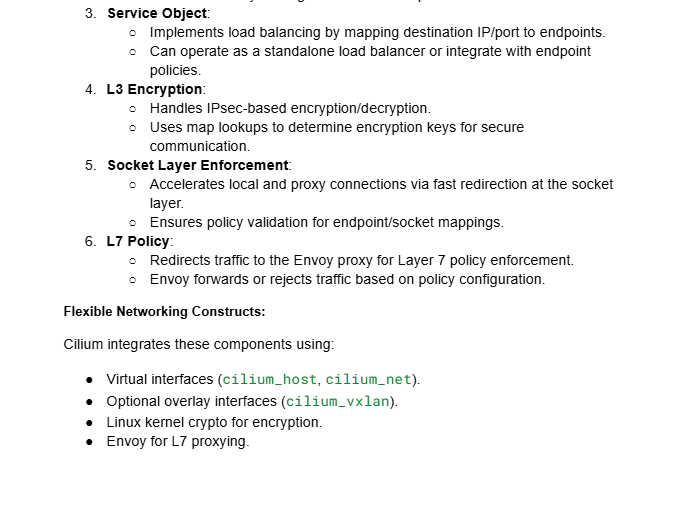 3. Service Object:
○ Implements load balancing by mapping destination IP/port to endpoints.
○ Can operate as a standalone load balancer or integrate with endpoint
policies.
4. L3 Encryption:
○ Handles IPsec-based encryption/decryption.
○ Uses map lookups to determine encryption keys for secure
communication.
5. Socket Layer Enforcement:
○ Accelerates local and proxy connections via fast redirection at the socket
layer.
○ Ensures policy validation for endpoint/socket mappings.
6. L7 Policy:
○ Redirects traffic to the Envoy proxy for Layer 7 policy enforcement.
○ Envoy forwards or rejects traffic based on policy configuration.
Flexible Networking Constructs:
Cilium integrates these components using:
● Virtual interfaces (cilium_host, cilium_net).
● Optional overlay interfaces (cilium_vxlan).
● Linux kernel crypto for encryption.
● Envoy for L7 proxying.